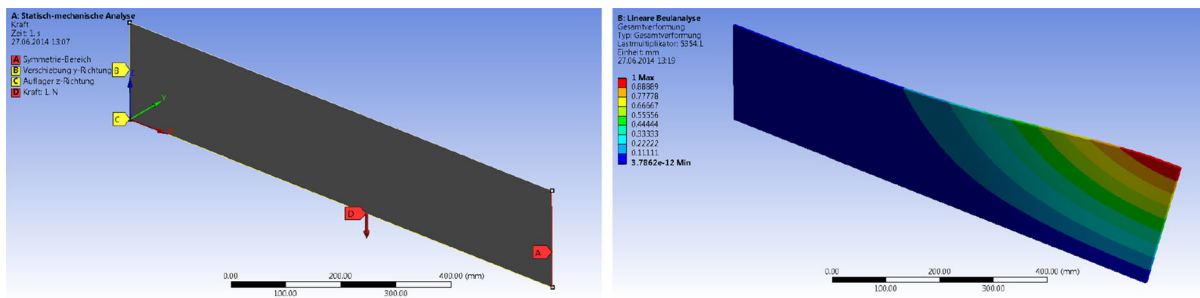 A: Statisch-mechanische Analyse
Kraft
Zeit: 1, s
27.06.2014 13:07
A Symmetrie-Bereich
B Verschiebung y-Richtung
C Auflager z-Richtung
D Kraft: 1, N
B
C
Y
D
A
0.00 200.00 400.00 (mm)
100.00 300.00
B: Lineare Beulanalyse
Gesamtverformung
Typ: Gesamtverformung
Lastmultiplikator: 5354.1
Einheit: mm
27.06.2014 13:19
1 Max
0.88889
0.77778
0.66667
0.55556
0.44444
0.33333
0.22222
0.11111
3.7862e-12 Min
0.00 200.00 400.00 (mm)
100.00 300.00